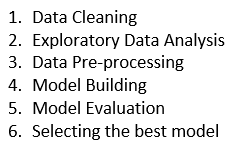 1. Data Cleaning
2. Exploratory Data Analysis
3. Data Pre-processing
4. Model Building
5. Model Evaluation
6. Selecting the best model